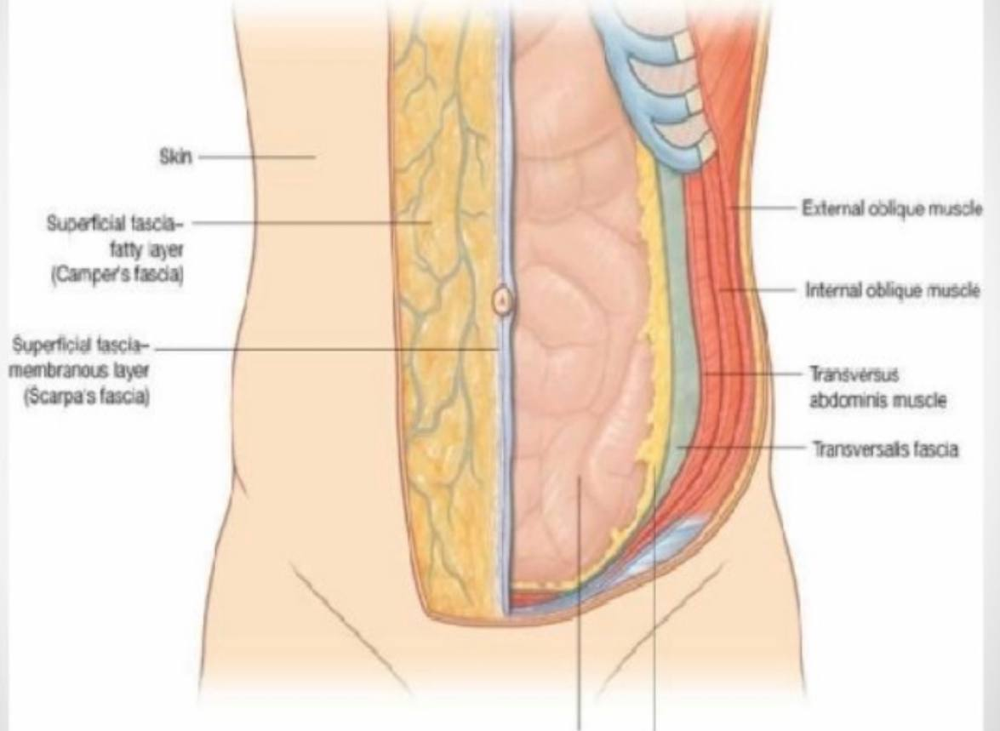 Skin
Superficial fascia–
fatty layer
(Camper's fascia)
Superficial fascia–
membranous layer
(Scarpa's fascia)
External oblique muscle
Internal oblique muscle
Transversus
abdominis muscle
Transversalis fascia